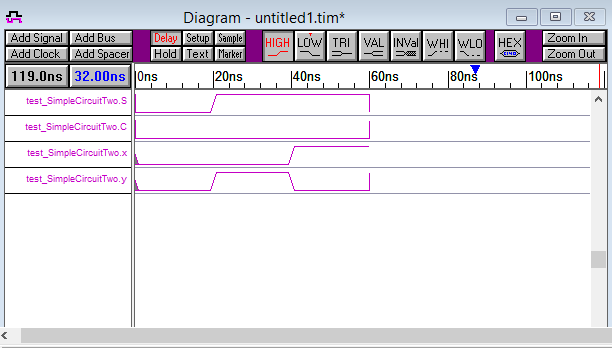 Diagram - untitled1.tim*
Add Signal Add Bus Delay Setup Sample HIGH LOW TRI VAL INVal WHI WLO HEX Zoom In
Add Clock Add Spacer Hold Text Marker Zoom Out
119.0ns 32.00ns 0ns 20ns 40ns 60ns 80ns 100ns
test_SimpleCircuitTwo.S
test_SimpleCircuitTwo.C
test_SimpleCircuitTwo.x
test_SimpleCircuitTwo.y